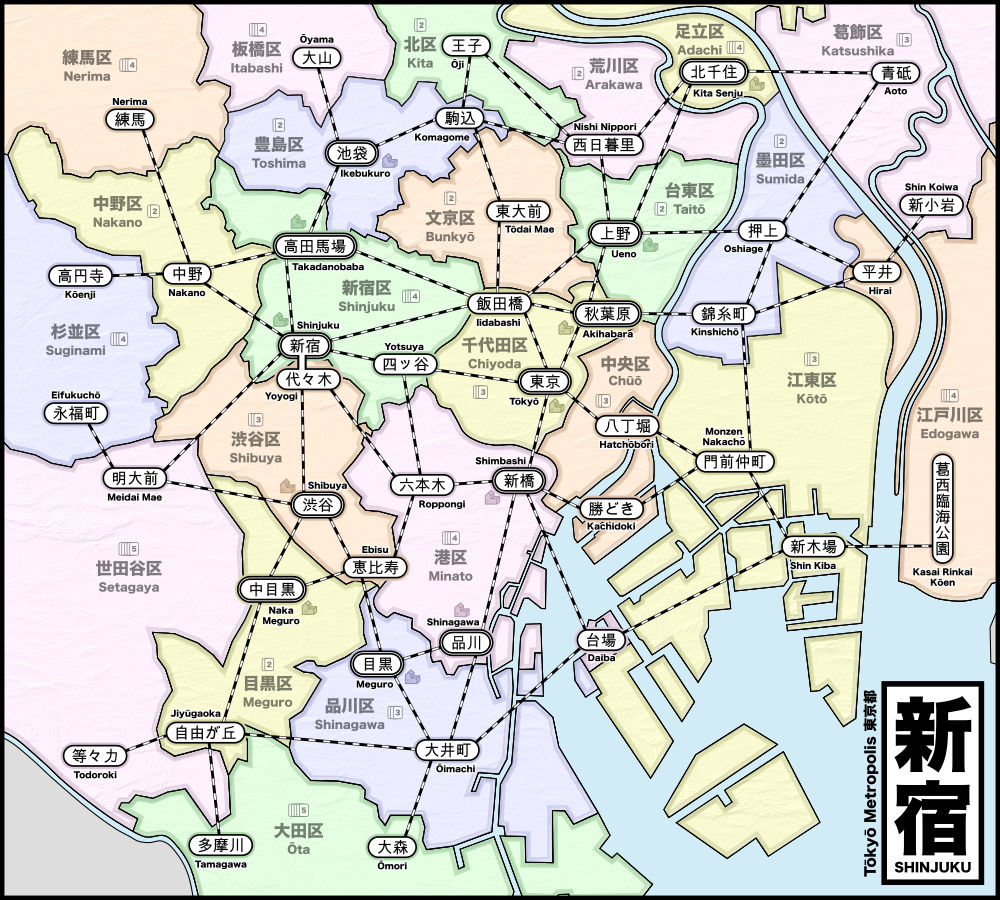 練馬区
4
Nerima
板橋区
4
Itabashi
Ōyama
大山
2
北区
Kita
王子
Ōji
2
荒川区
Arakawa
足立区
Adachi
4
北千住
Kita Senju
葛飾区
3
Katsushika
青砥
Aoto
Nerima
練馬
2
豊島区
Toshima
池袋
Ikebukuro
駒込
Komagome
Nishi Nippori
西日暮里
2
墨田区
Sumida
中野区
2
Nakano
2
文京区
Bunkyō
東大前
Tōdai Mae
台東区
2
Taitō
Shin Koiwa
新小岩
高田馬場
Takadanobaba
上野
Ueno
押上
Oshiage
高円寺
Kōenji
中野
Nakano
新宿区
4
Shinjuku
飯田橋
Iidabashi
秋葉原
Akihabara
錦糸町
Kinshichō
平井
Hirai
杉並区
4
Suginami
Shinjuku
新宿
代々木
Yoyogi
Yotsuya
四ッ谷
千代田区
Chiyoda
3
東京
Tōkyō
中央区
Chūō
3
3
江東区
Kōtō
4
江戸川区
Edogawa
Eifukuchō
永福町
3
渋谷区
Shibuya
八丁堀
Hatchōbori
Monzen
Nakachō
門前仲町
明大前
Meidai Mae
Shibuya
渋谷
六本木
Roppongi
Shimbashi
新橋
勝どき
Kachidoki
葛西臨海公園
Kasai Rinkai
Kōen
5
世田谷区
Setagaya
Ebisu
恵比寿
4
港区
Minato
新木場
Shin Kiba
中目黒
Naka
Meguro
Shinagawa
品川
台場
Daiba
2
目黒区
Meguro
目黒
Meguro
品川区
3
Shinagawa
Jiyūgaoka
自由が丘
等々力
Todoroki
大井町
Ōimachi
5
大田区
Ōta
多摩川
Tamagawa
大森
Ōmori
Tōkyō Metropolis 東京都
新宿
SHINJUKU